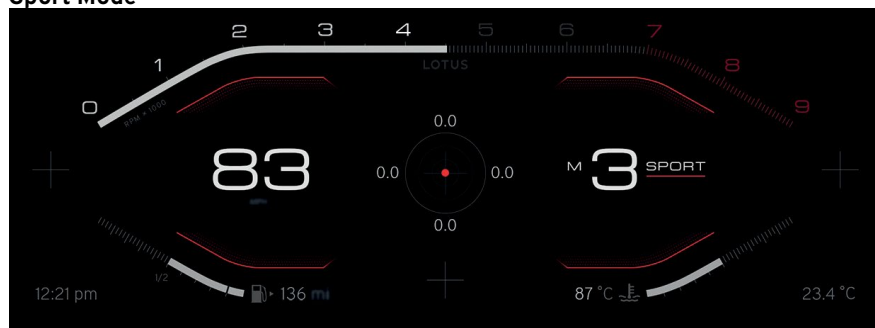 Sport Mode
0 1 2 3 4 5 6 7 8 9
LOTUS
RPM × 1000
0.0
83
0.0 0.0
M 3 SPORT
0.0
1/2
12:21 pm
136 mi
87 °C
23.4 °C